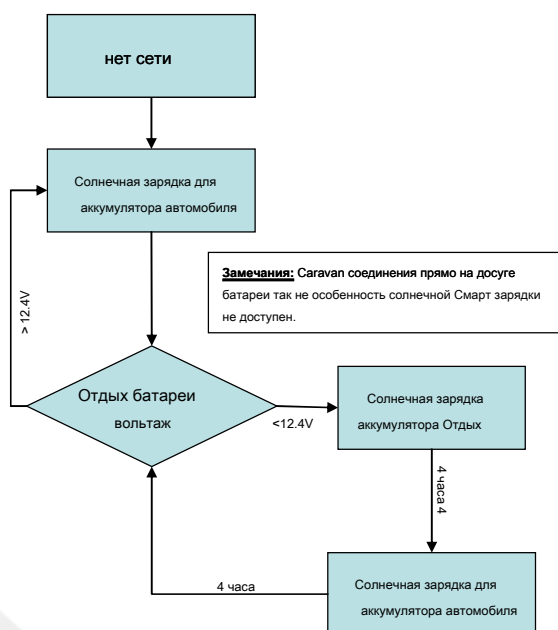 нет сети
Солнечная зарядка для
аккумулятора автомобиля
> 12.4V
Замечания: Caravan соединения прямо на досуге
батареи так не особенность солнечной Смарт зарядки
не доступен.
Отдых батареи
вольтаж
<12.4V
Солнечная зарядка
аккумулятора Отдых
4 часа 4
4 часа
Солнечная зарядка для
аккумулятора автомобиля